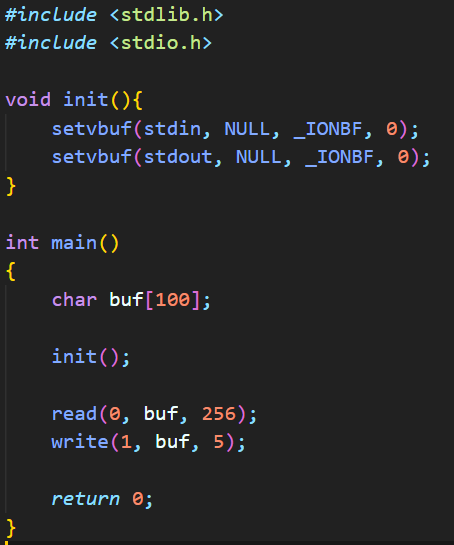 #include <stdlib.h>
#include <stdio.h>
void init(){
setvbuf(stdin, NULL, _IONBF, 0);
setvbuf(stdout, NULL, _IONBF, 0);
}
int main()
{
char buf[100];
init();
read(0, buf, 256);
write(1, buf, 5);
return 0;
}